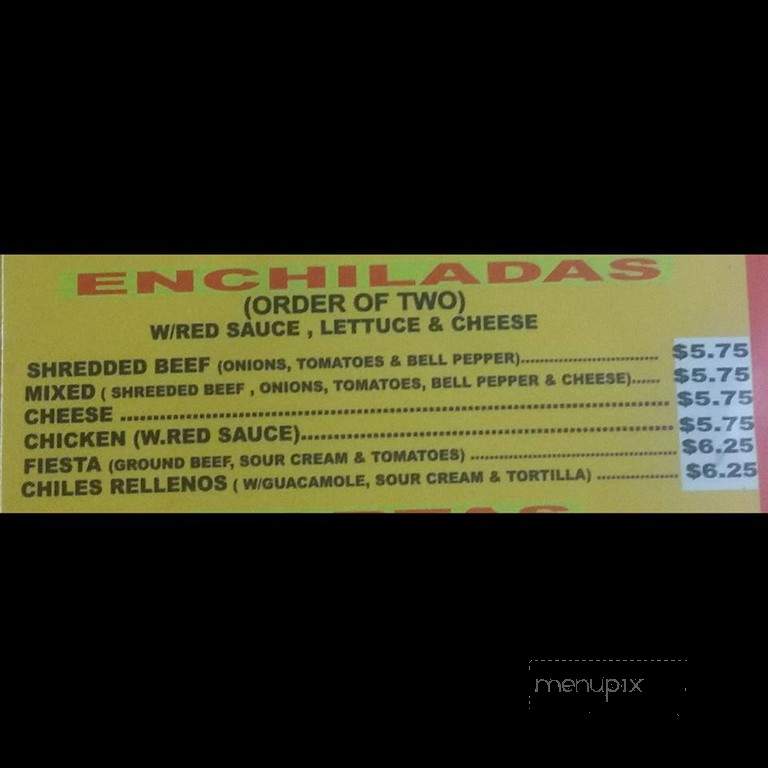 ENCHILADAS
(ORDER OF TWO)
W/RED SAUCE , LETTUCE & CHEESE
SHREDDED BEEF (ONIONS, TOMATOES & BELL PEPPER)............................. $5.75
MIXED ( SHREEDED BEEF , ONIONS, TOMATOES, BELL PEPPER & CHEESE)...... $5.75
CHEESE ........................................................................ $5.75
CHICKEN (W.RED SAUCE)................................................... $5.75
FIESTA (GROUND BEEF, SOUR CREAM & TOMATOES) ................................... $6.25
CHILES RELLENOS ( W/GUACAMOLE, SOUR CREAM & TORTILLA) ................ $6.25
menupix